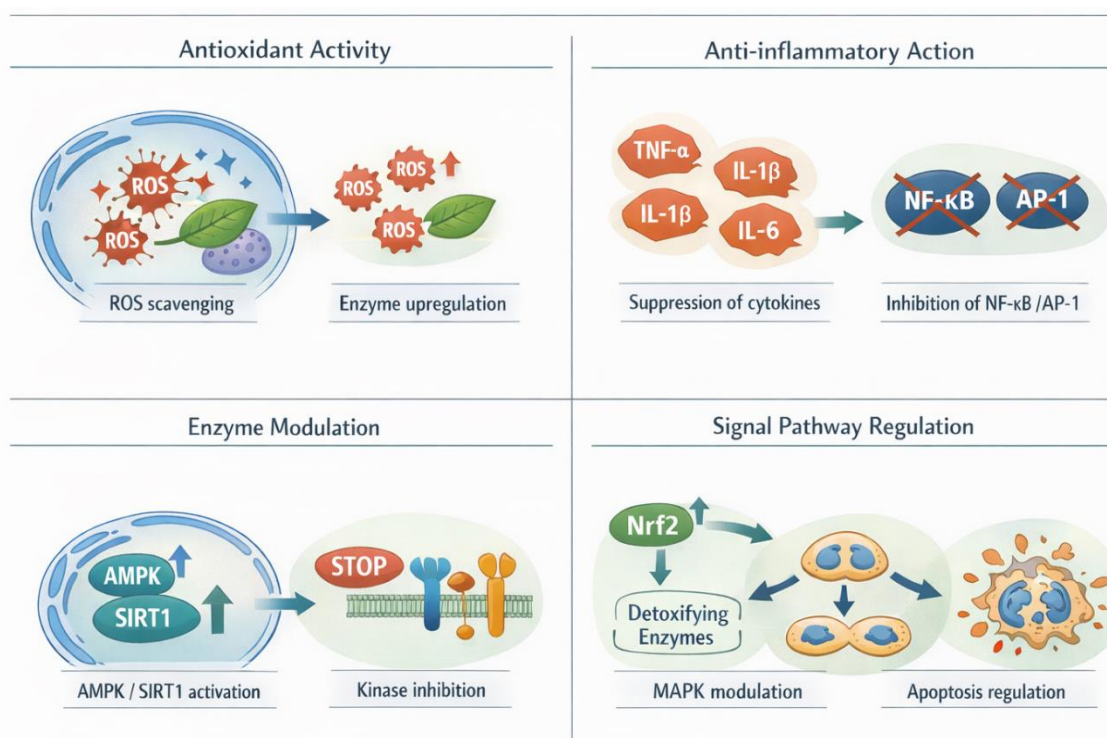 Antioxidant Activity
ROS
ROS
ROS
ROS
ROS
ROS scavenging
Enzyme upregulation
Anti-inflammatory Action
TNF-α
IL-1β
IL-1β
IL-6
NF-κB
AP-1
Suppression of cytokines
Inhibition of NF-κB /AP-1
Enzyme Modulation
AMPK
SIRT1
STOP
AMPK / SIRT1 activation
Kinase inhibition
Signal Pathway Regulation
Nrf2
Detoxifying
Enzymes
MAPK modulation
Apoptosis regulation